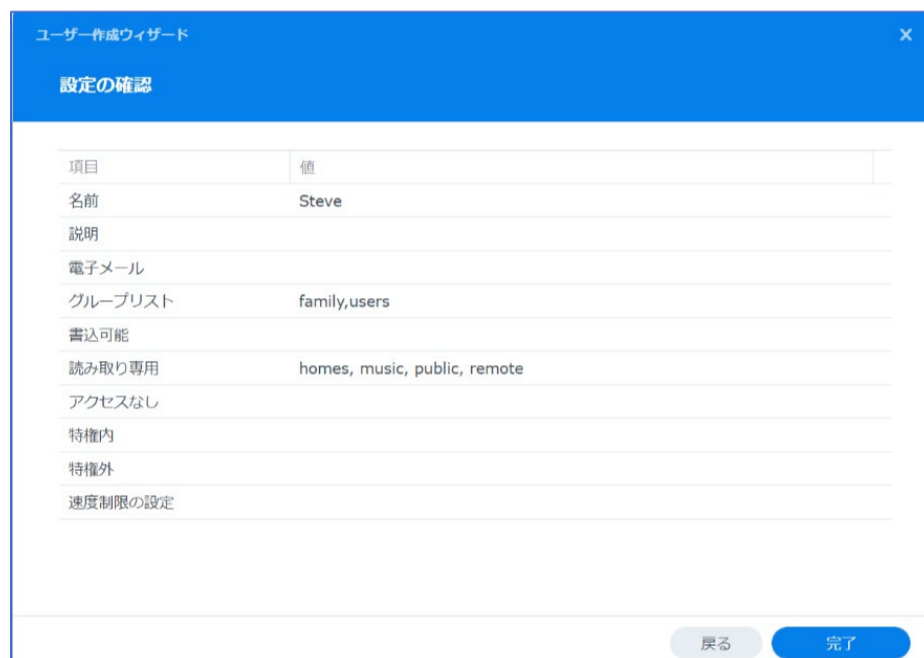 ユーザー作成ウィザード
設定の確認
項目 値
名前 Steve
説明
電子メール
グループリスト family,users
書込可能
読み取り専用 homes, music, public, remote
アクセスなし
特権内
特権外
速度制限の設定
戻る 完了